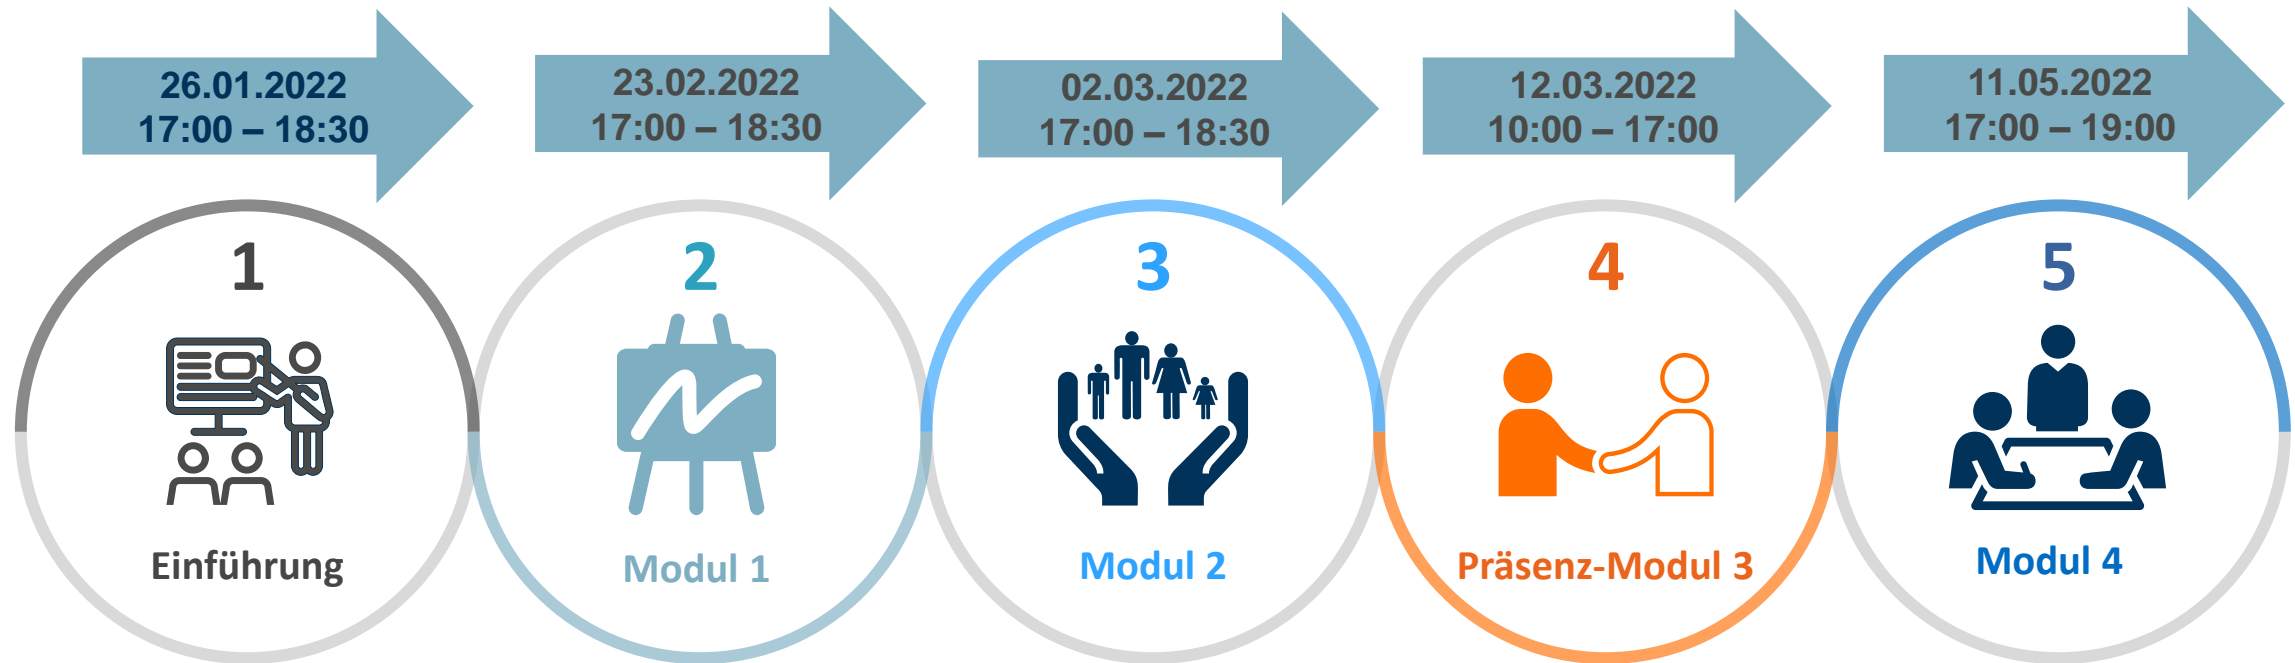 26.01.2022
17:00 – 18:30
23.02.2022
17:00 – 18:30
02.03.2022
17:00 – 18:30
12.03.2022
10:00 – 17:00
11.05.2022
17:00 – 19:00
1
Einführung
2
Modul 1
3
Modul 2
4
Präsenz-Modul 3
5
Modul 4